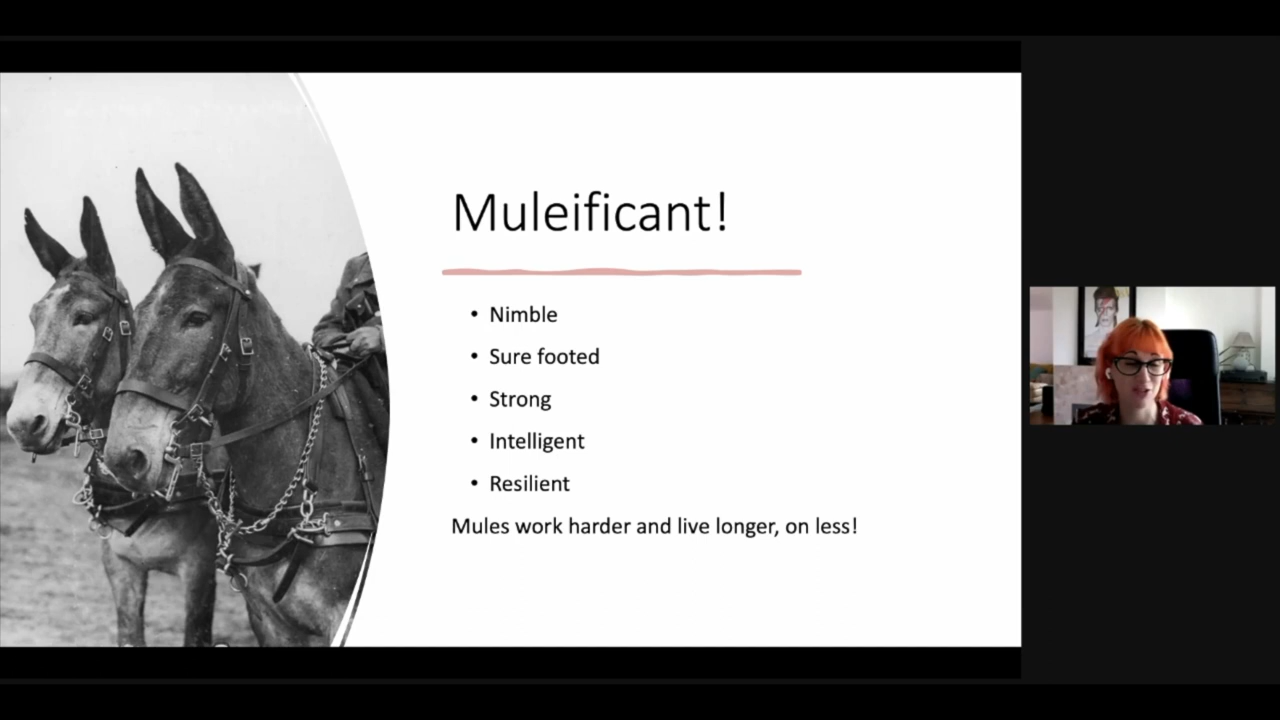 Muleificant!
• Nimble
• Sure footed
• Strong
• Intelligent
• Resilient
Mules work harder and live longer, on less!